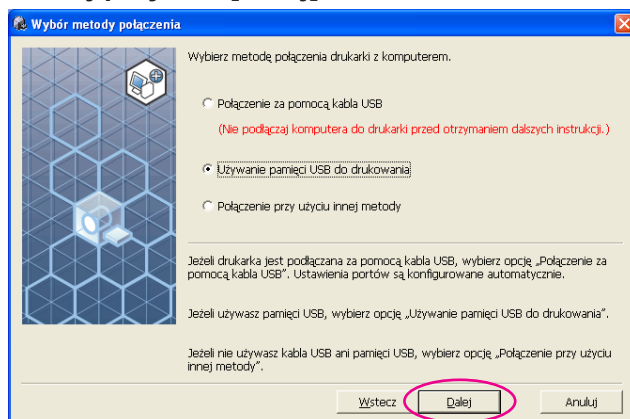 Wybór metody połączenia
Wybierz metodę połączenia drukarki z komputerem.
Połączenie za pomocą kabla USB
(Nie podłączaj komputera do drukarki przed otrzymaniem dalszych instrukcji.)
Używanie pamięci USB do drukowania
Połączenie przy użyciu innej metody
Jeżeli drukarka jest podłączana za pomocą kabla USB, wybierz opcję „Połączenie za
pomocą kabla USB”. Ustawienia portów są konfigurowane automatycznie.
Jeżeli używasz pamięci USB, wybierz opcję „Używanie pamięci USB do drukowania”.
Jeżeli nie używasz kabla USB ani pamięci USB, wybierz opcję „Połączenie przy użyciu
innej metody”.
Wstecz Dalej Anuluj